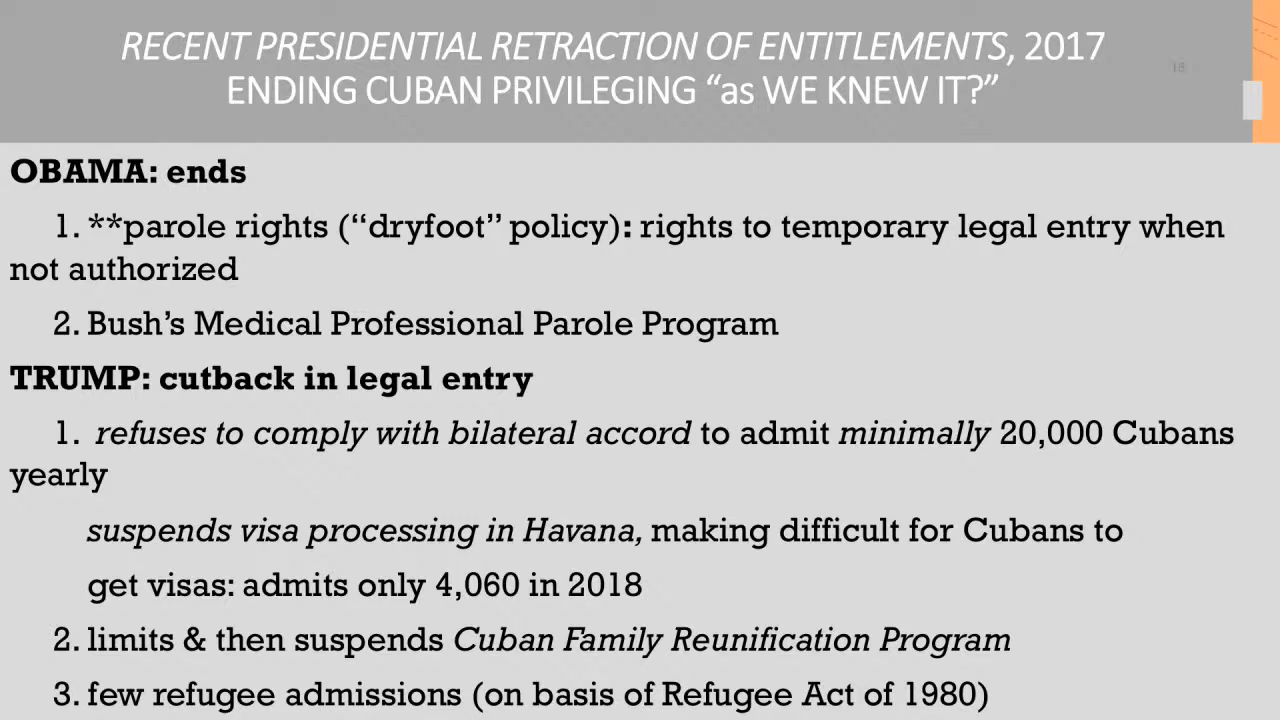 RECENT PRESIDENTIAL RETRACTION OF ENTITLEMENTS, 2017
ENDING CUBAN PRIVILEGING “as WE KNEW IT?”
18
OBAMA: ends
1. **parole rights (“dryfoot” policy): rights to temporary legal entry when
not authorized
2. Bush’s Medical Professional Parole Program
TRUMP: cutback in legal entry
1. refuses to comply with bilateral accord to admit minimally 20,000 Cubans
yearly
suspends visa processing in Havana, making difficult for Cubans to
get visas: admits only 4,060 in 2018
2. limits & then suspends Cuban Family Reunification Program
3. few refugee admissions (on basis of Refugee Act of 1980)